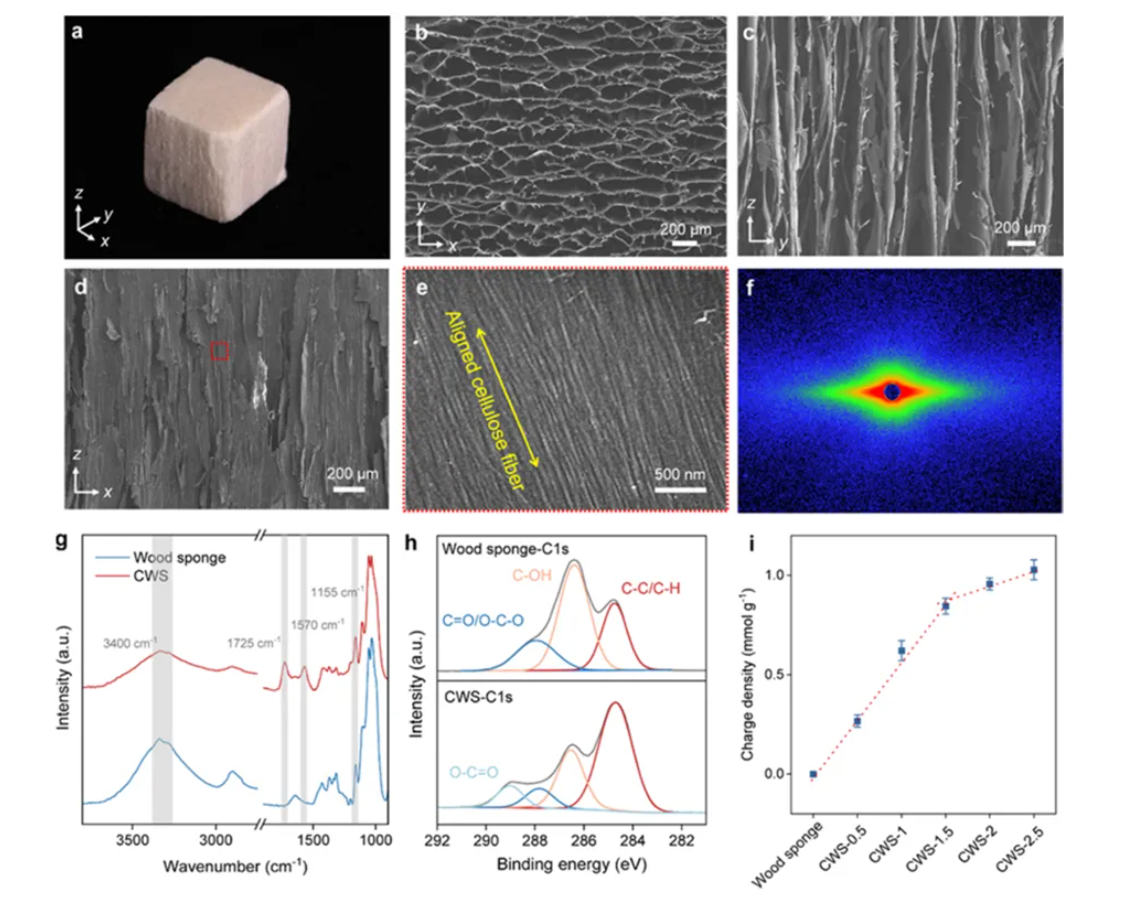 a
z
y
x
b
y
x
200 µm
c
z
y
200 µm
d
z
x
200 µm
e
Aligned cellulose fiber
500 nm
f
g
Wood sponge
CWS
1155 cm⁻¹
1570 cm⁻¹
3400 cm⁻¹
1725 cm⁻¹
Intensity (a.u.)
3500
3000
1500
1000
Wavenumber (cm⁻¹)
h
Wood sponge-C1s
C-OH
C-C/C-H
C=O/O-C-O
CWS-C1s
O-C=O
Intensity (a.u.)
292
290
288
286
284
282
Binding energy (eV)
i
1.0
0.5
0.0
Charge density (mmol g⁻¹)
Wood sponge
CWS-0.5
CWS-1
CWS-1.5
CWS-2
CWS-2.5